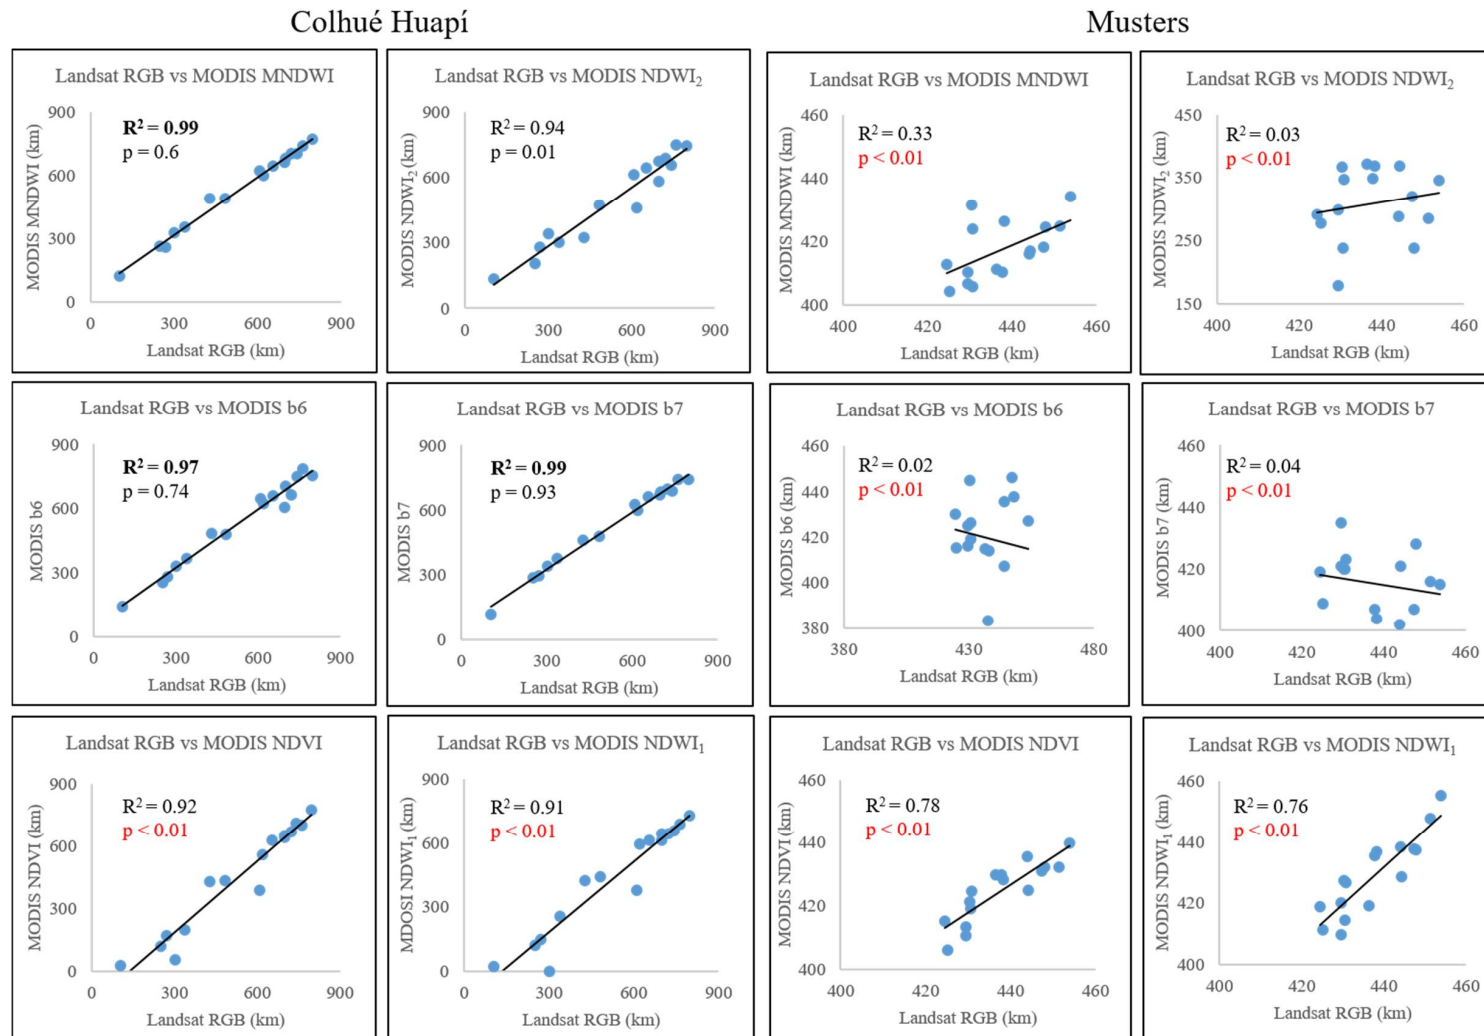 Colhué Huapí
Musters
Landsat RGB vs MODIS MNDWI
R² = 0.99
p = 0.6
MODIS MNDWI (km)
900
600
300
0
0 300 600 900
Landsat RGB (km)
Landsat RGB vs MODIS NDWI₂
R² = 0.94
p = 0.01
MODIS NDWI₂ (km)
900
600
300
0
0 300 600 900
Landsat RGB (km)
Landsat RGB vs MODIS MNDWI
R² = 0.33
p < 0.01
MODIS MNDWI (km)
460
440
420
400
400 420 440 460
Landsat RGB (km)
Landsat RGB vs MODIS NDWI₂
R² = 0.03
p < 0.01
MODIS NDWI₂ (km)
450
350
250
150
400 420 440 460
Landsat RGB (km)
Landsat RGB vs MODIS b6
R² = 0.97
p = 0.74
MODIS b6
900
600
300
0
0 300 600 900
Landsat RGB (km)
Landsat RGB vs MODIS b7
R² = 0.99
p = 0.93
MODIS b7
900
600
300
0
0 300 600 900
Landsat RGB (km)
Landsat RGB vs MODIS b6
R² = 0.02
p < 0.01
MODIS b6 (km)
460
440
420
400
380
380 430 480
Landsat RGB (km)
Landsat RGB vs MODIS b7
R² = 0.04
p < 0.01
MODIS b7 (km)
460
440
420
400
400 420 440 460
Landsat RGB (km)
Landsat RGB vs MODIS NDVI
R² = 0.92
p < 0.01
MODIS NDVI (km)
900
600
300
0
0 300 600 900
Landsat RGB (km)
Landsat RGB vs MODIS NDWI₁
R² = 0.91
p < 0.01
MDOSI NDWI₁ (km)
900
600
300
0
0 300 600 900
Landsat RGB (km)
Landsat RGB vs MODIS NDVI
R² = 0.78
p < 0.01
MODIS NDVI (km)
460
440
420
400
400 420 440 460
Landsat RGB (km)
Landsat RGB vs MODIS NDWI₁
R² = 0.76
p < 0.01
MODIS NDWI₁ (km)
460
440
420
400
400 420 440 460
Landsat RGB (km)